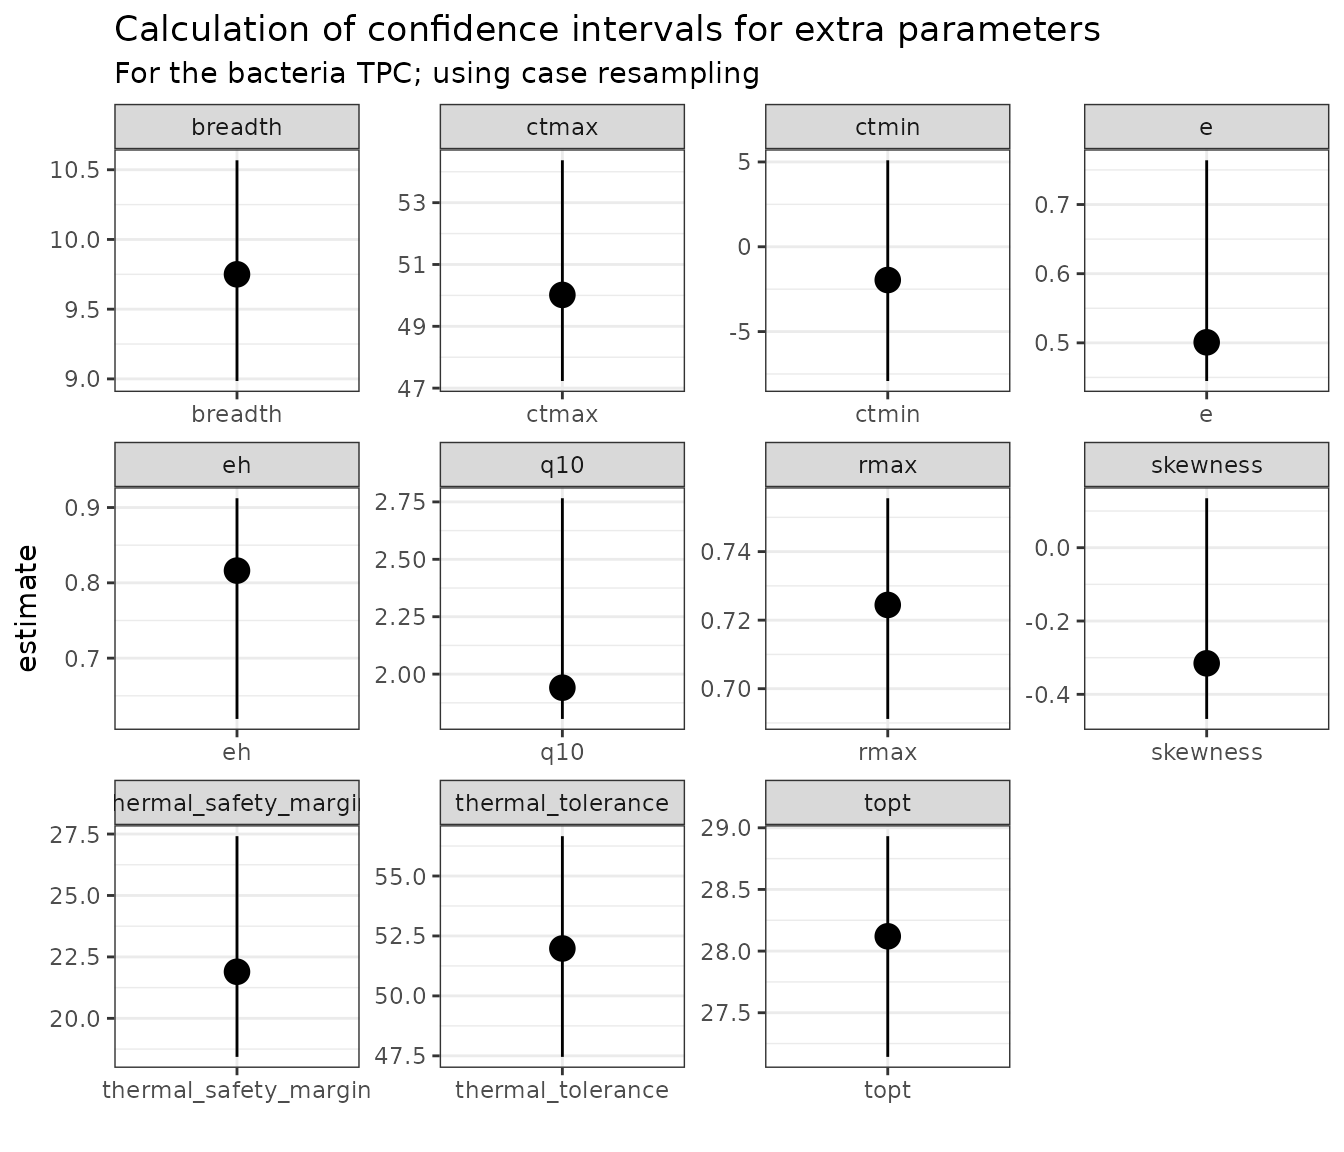 Calculation of confidence intervals for extra parameters
For the bacteria TPC; using case resampling
estimate
breadth
10.5
10.0
9.5
9.0
breadth
ctmax
53
51
49
47
ctmax
ctmin
5
0
-5
ctmin
e
0.7
0.6
0.5
e
eh
0.9
0.8
0.7
eh
q10
2.75
2.50
2.25
2.00
q10
rmax
0.74
0.72
0.70
rmax
skewness
0.0
-0.2
-0.4
skewness
hermal_safety_margi
27.5
25.0
22.5
20.0
thermal_safety_margin
thermal_tolerance
55.0
52.5
50.0
47.5
thermal_tolerance
topt
29.0
28.5
28.0
27.5
topt